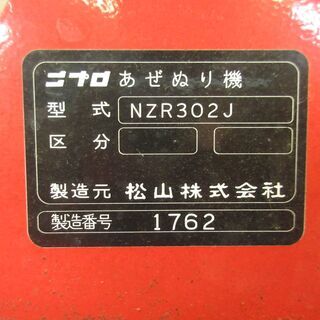 ニプロ あぜぬり機
型式 NZR302J
区分
製造元 松山株式会社
製造番号 1762